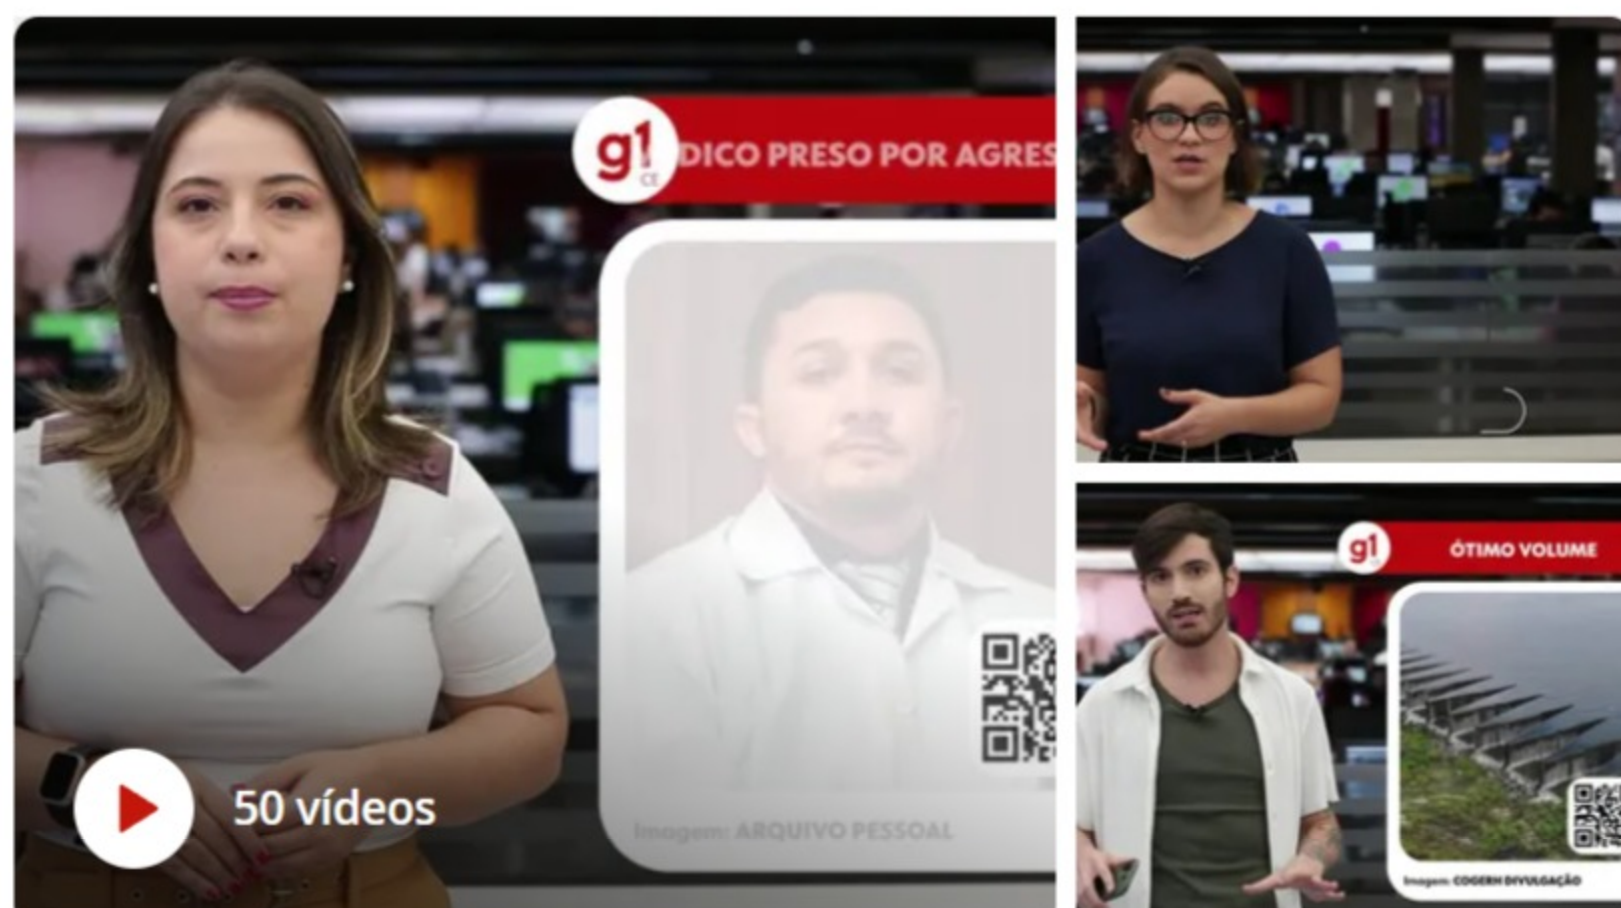 g1
CE
DICO PRESO POR AGRES
Imagem: ARQUIVO PESSOAL
50 vídeos
g1
ÓTIMO VOLUME
Imagem: COGERH DIVULGAÇÃO